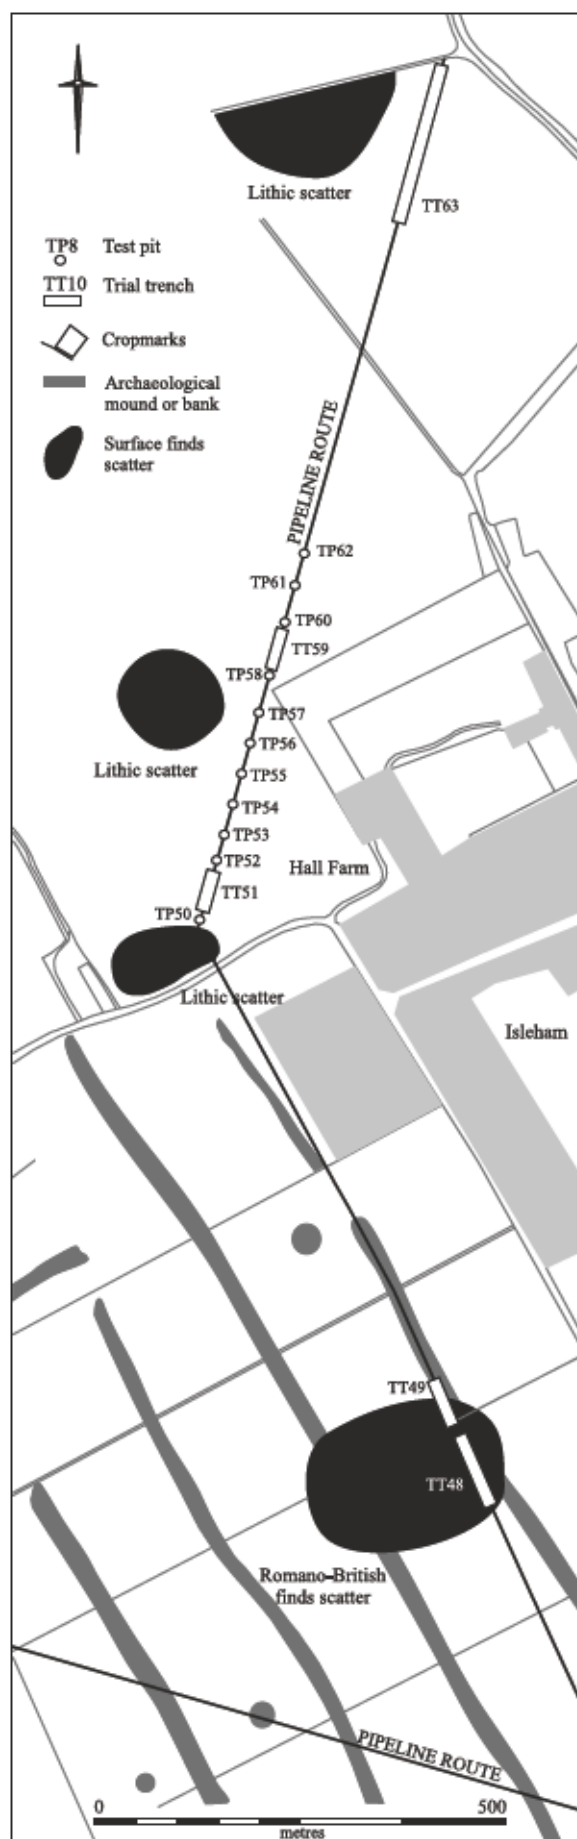 Lithic scatter
TT63
TP8
Test pit
TT10
Trial trench
Cropmarks
Archaeological
mound or bank
Surface finds
scatter
PIPELINE ROUTE
TP62
TP61
TP60
TT59
TP58
TP57
TP56
Lithic scatter
TP55
TP54
TP53
TP52
Hall Farm
TT51
TP50
Lithic scatter
Isleham
TT49
TT48
Romano-British
finds scatter
PIPELINE ROUTE
0
500
metres